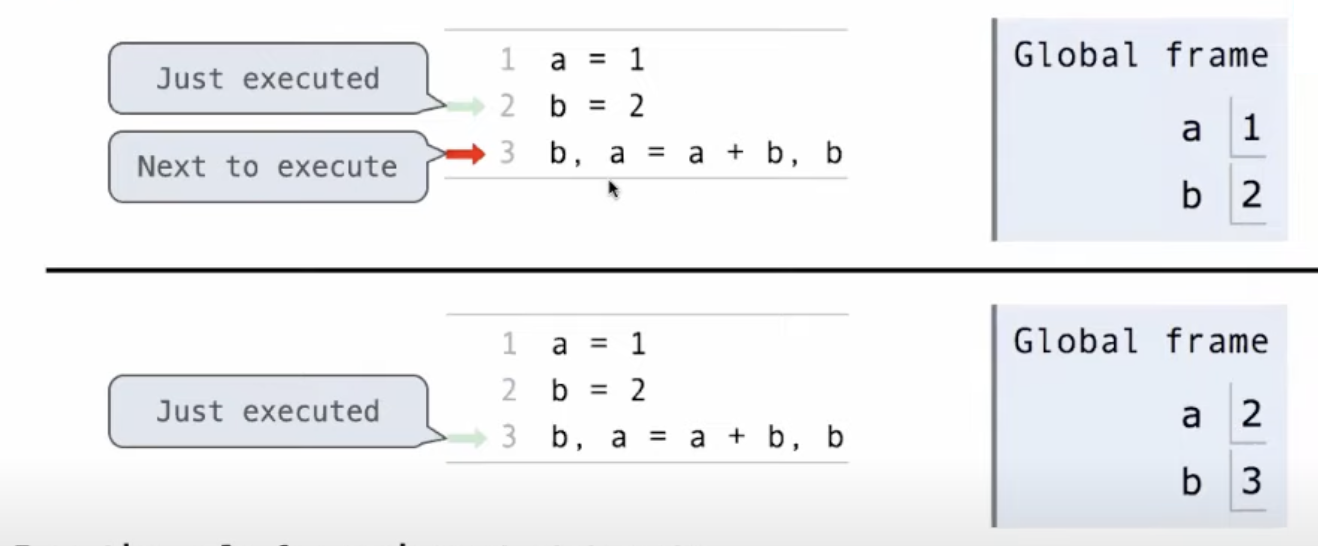 Just executed
Next to execute
1 a = 1
2 b = 2
3 b, a = a + b, b
Global frame
a 1
b 2
Just executed
1 a = 1
2 b = 2
3 b, a = a + b, b
Global frame
a 2
b 3